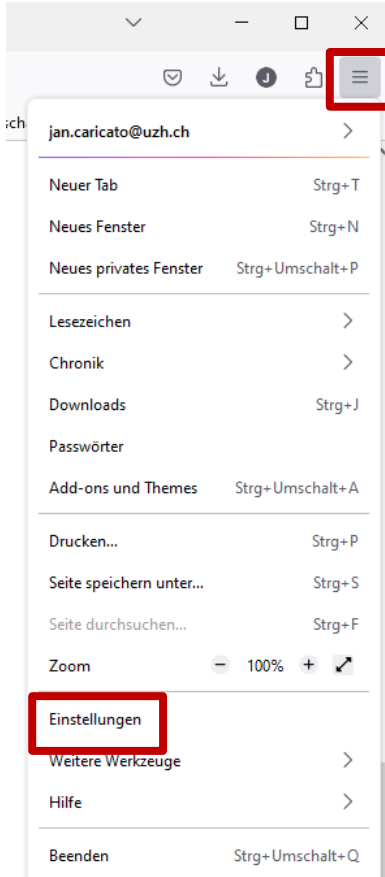 J
sch
jan.caricato@uzh.ch
Neuer Tab Strg+T
Neues Fenster Strg+N
Neues privates Fenster Strg+Umschalt+P
Lesezeichen
Chronik
Downloads Strg+J
Passwörter
Add-ons und Themes Strg+Umschalt+A
Drucken... Strg+P
Seite speichern unter... Strg+S
Seite durchsuchen... Strg+F
Zoom − 100% +
Einstellungen
Weitere Werkzeuge
Hilfe
Beenden Strg+Umschalt+Q